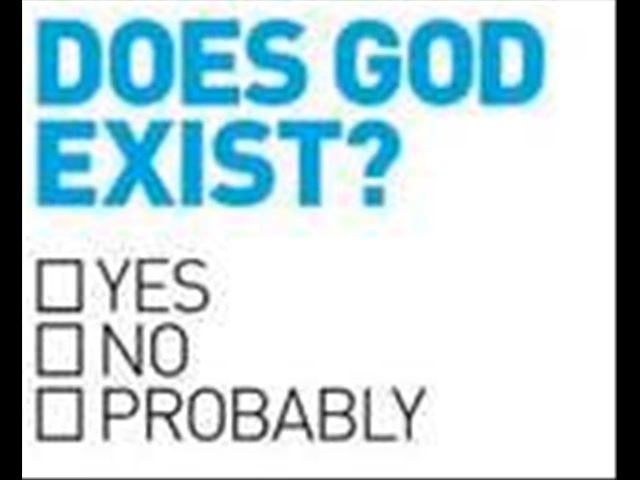 DOES GOD
EXIST?
YES
NO
PROBABLY